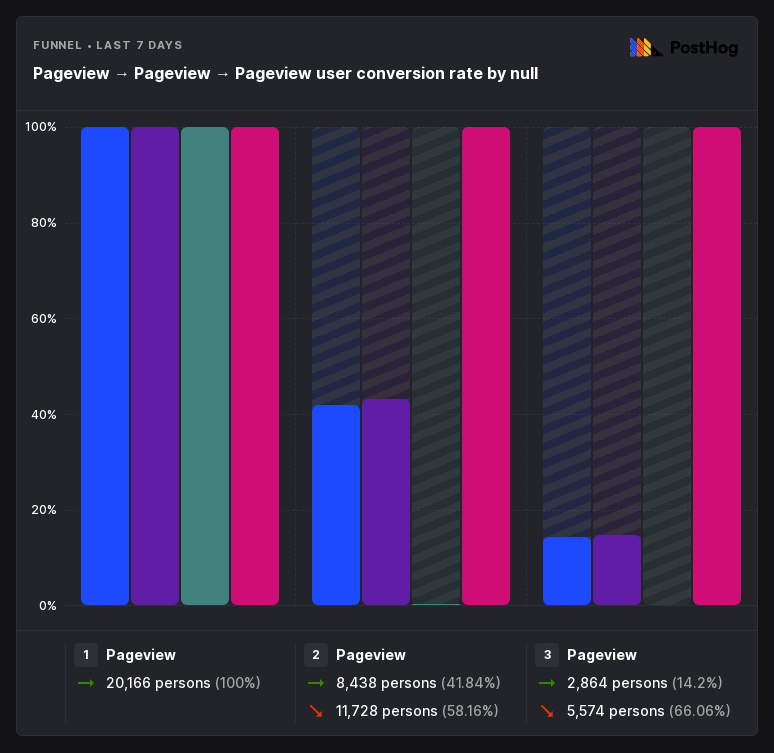 FUNNEL • LAST 7 DAYS
PostHog
Pageview → Pageview → Pageview user conversion rate by null
100%
80%
60%
40%
20%
0%
1 Pageview
→ 20,166 persons (100%)
2 Pageview
→ 8,438 persons (41.84%)
↘ 11,728 persons (58.16%)
3 Pageview
→ 2,864 persons (14.2%)
↘ 5,574 persons (66.06%)